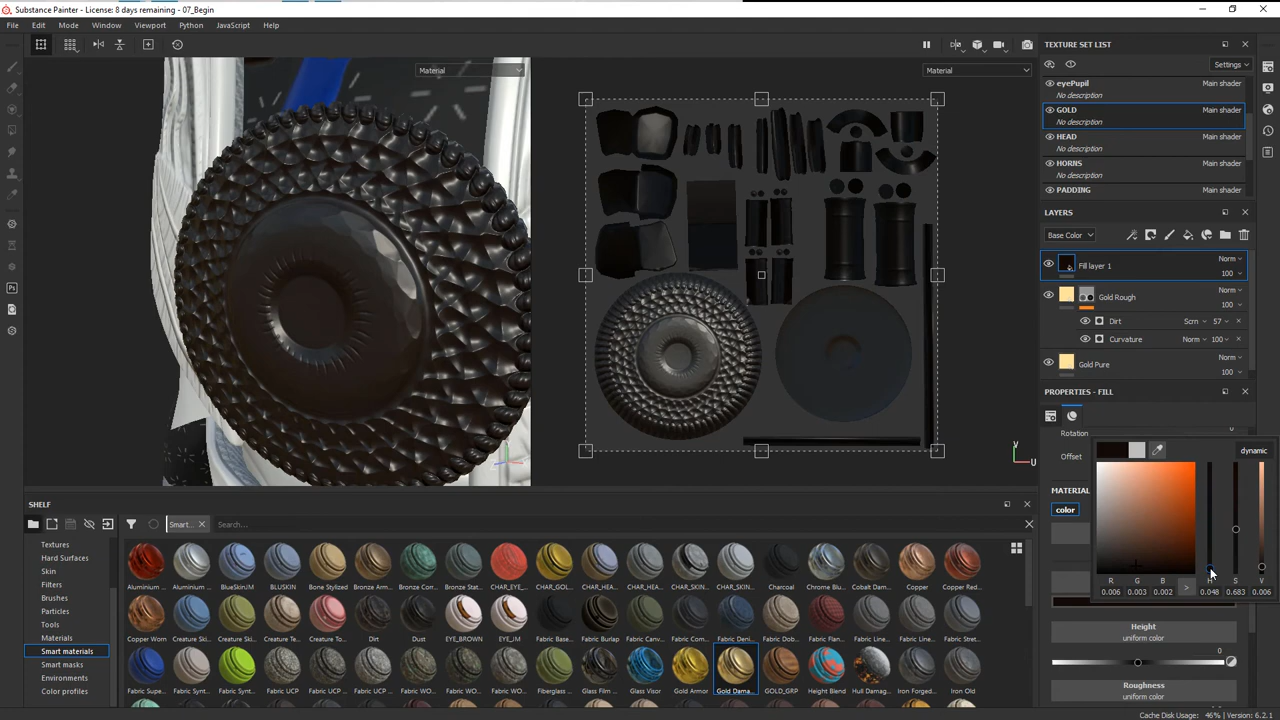 Substance Painter - License: 8 days remaining - 07_Begin
File Edit Mode Window Viewport Python JavaScript Help
Material
Material
TEXTURE SET LIST
Settings
eyePupil Main shader
No description
GOLD Main shader
No description
HEAD Main shader
No description
HORNS Main shader
No description
PADDING Main shader
LAYERS
Base Color
Fill layer 1 Norm 100
Gold Rough Norm 100
Dirt Scrn 57
Curvature Norm 100
Gold Pure Norm 100
PROPERTIES - FILL
Rotation
Offset
dynamic
MATERIAL
color
R G B H S V
0.006 0.003 0.002 > 0.048 0.683 0.006
Height
uniform color
0
Roughness
uniform color
V
U
SHELF
Smart...
Search...
Textures
Hard Surfaces
Skin
Filters
Brushes
Particles
Tools
Materials
Smart materials
Smart masks
Environments
Color profiles
Aluminium ... Aluminium ... BlueSkinJM BLUSKIN Bone Stylized Bronze Arm... Bronze Cor... Bronze Stat... CHAR_EYE_... CHAR_GOL... CHAR_HEA... CHAR_HEA... CHAR_SKIN... CHAR_SKIN... Charcoal Chrome Blu... Cobalt Dam... Copper Copper Red...
Copper Worn Creature Ski... Creature Ski... Creature Te... Creature To... Dirt Dust EYE_BROWN EYE_JM Fabric Base... Fabric Burlap Fabric Canv... Fabric Com... Fabric Deni... Fabric Dob... Fabric Flan... Fabric Line... Fabric Line... Fabric Stret...
Fabric Supe... Fabric Synt... Fabric Synt... Fabric UCP Fabric UCP Fabric WO... Fabric WO... Fabric WO... Fiberglass ... Glass Film ... Glass Visor Gold Armor Gold Dama... GOLD_GRP Height Blend Hull Damag... Iron Forged... Iron Old
Cache Disk Usage: 46% | Version: 6.2.1